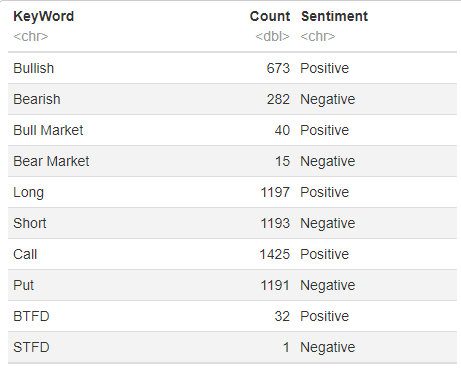 KeyWord Count Sentiment
<chr> <dbl> <chr>
Bullish 673 Positive
Bearish 282 Negative
Bull Market 40 Positive
Bear Market 15 Negative
Long 1197 Positive
Short 1193 Negative
Call 1425 Positive
Put 1191 Negative
BTFD 32 Positive
STFD 1 Negative